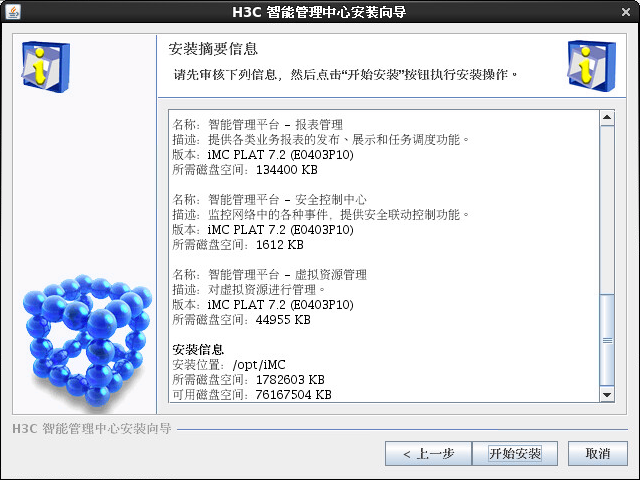 H3C 智能管理中心安装向导
安装摘要信息
请先审核下列信息，然后点击“开始安装”按钮执行安装操作。
名称：智能管理平台 – 报表管理
描述：提供各类业务报表的发布、展示和任务调度功能。
版本：iMC PLAT 7.2 (E0403P10)
所需磁盘空间：134400 KB
名称：智能管理平台 – 安全控制中心
描述：监控网络中的各种事件，提供安全联动控制功能。
版本：iMC PLAT 7.2 (E0403P10)
所需磁盘空间：1612 KB
名称：智能管理平台 – 虚拟资源管理
描述：对虚拟资源进行管理。
版本：iMC PLAT 7.2 (E0403P10)
所需磁盘空间：44955 KB
安装信息
安装位置：/opt/iMC
所需磁盘空间：1782603 KB
可用磁盘空间：76167504 KB
H3C 智能管理中心安装向导
< 上一步
开始安装
取消